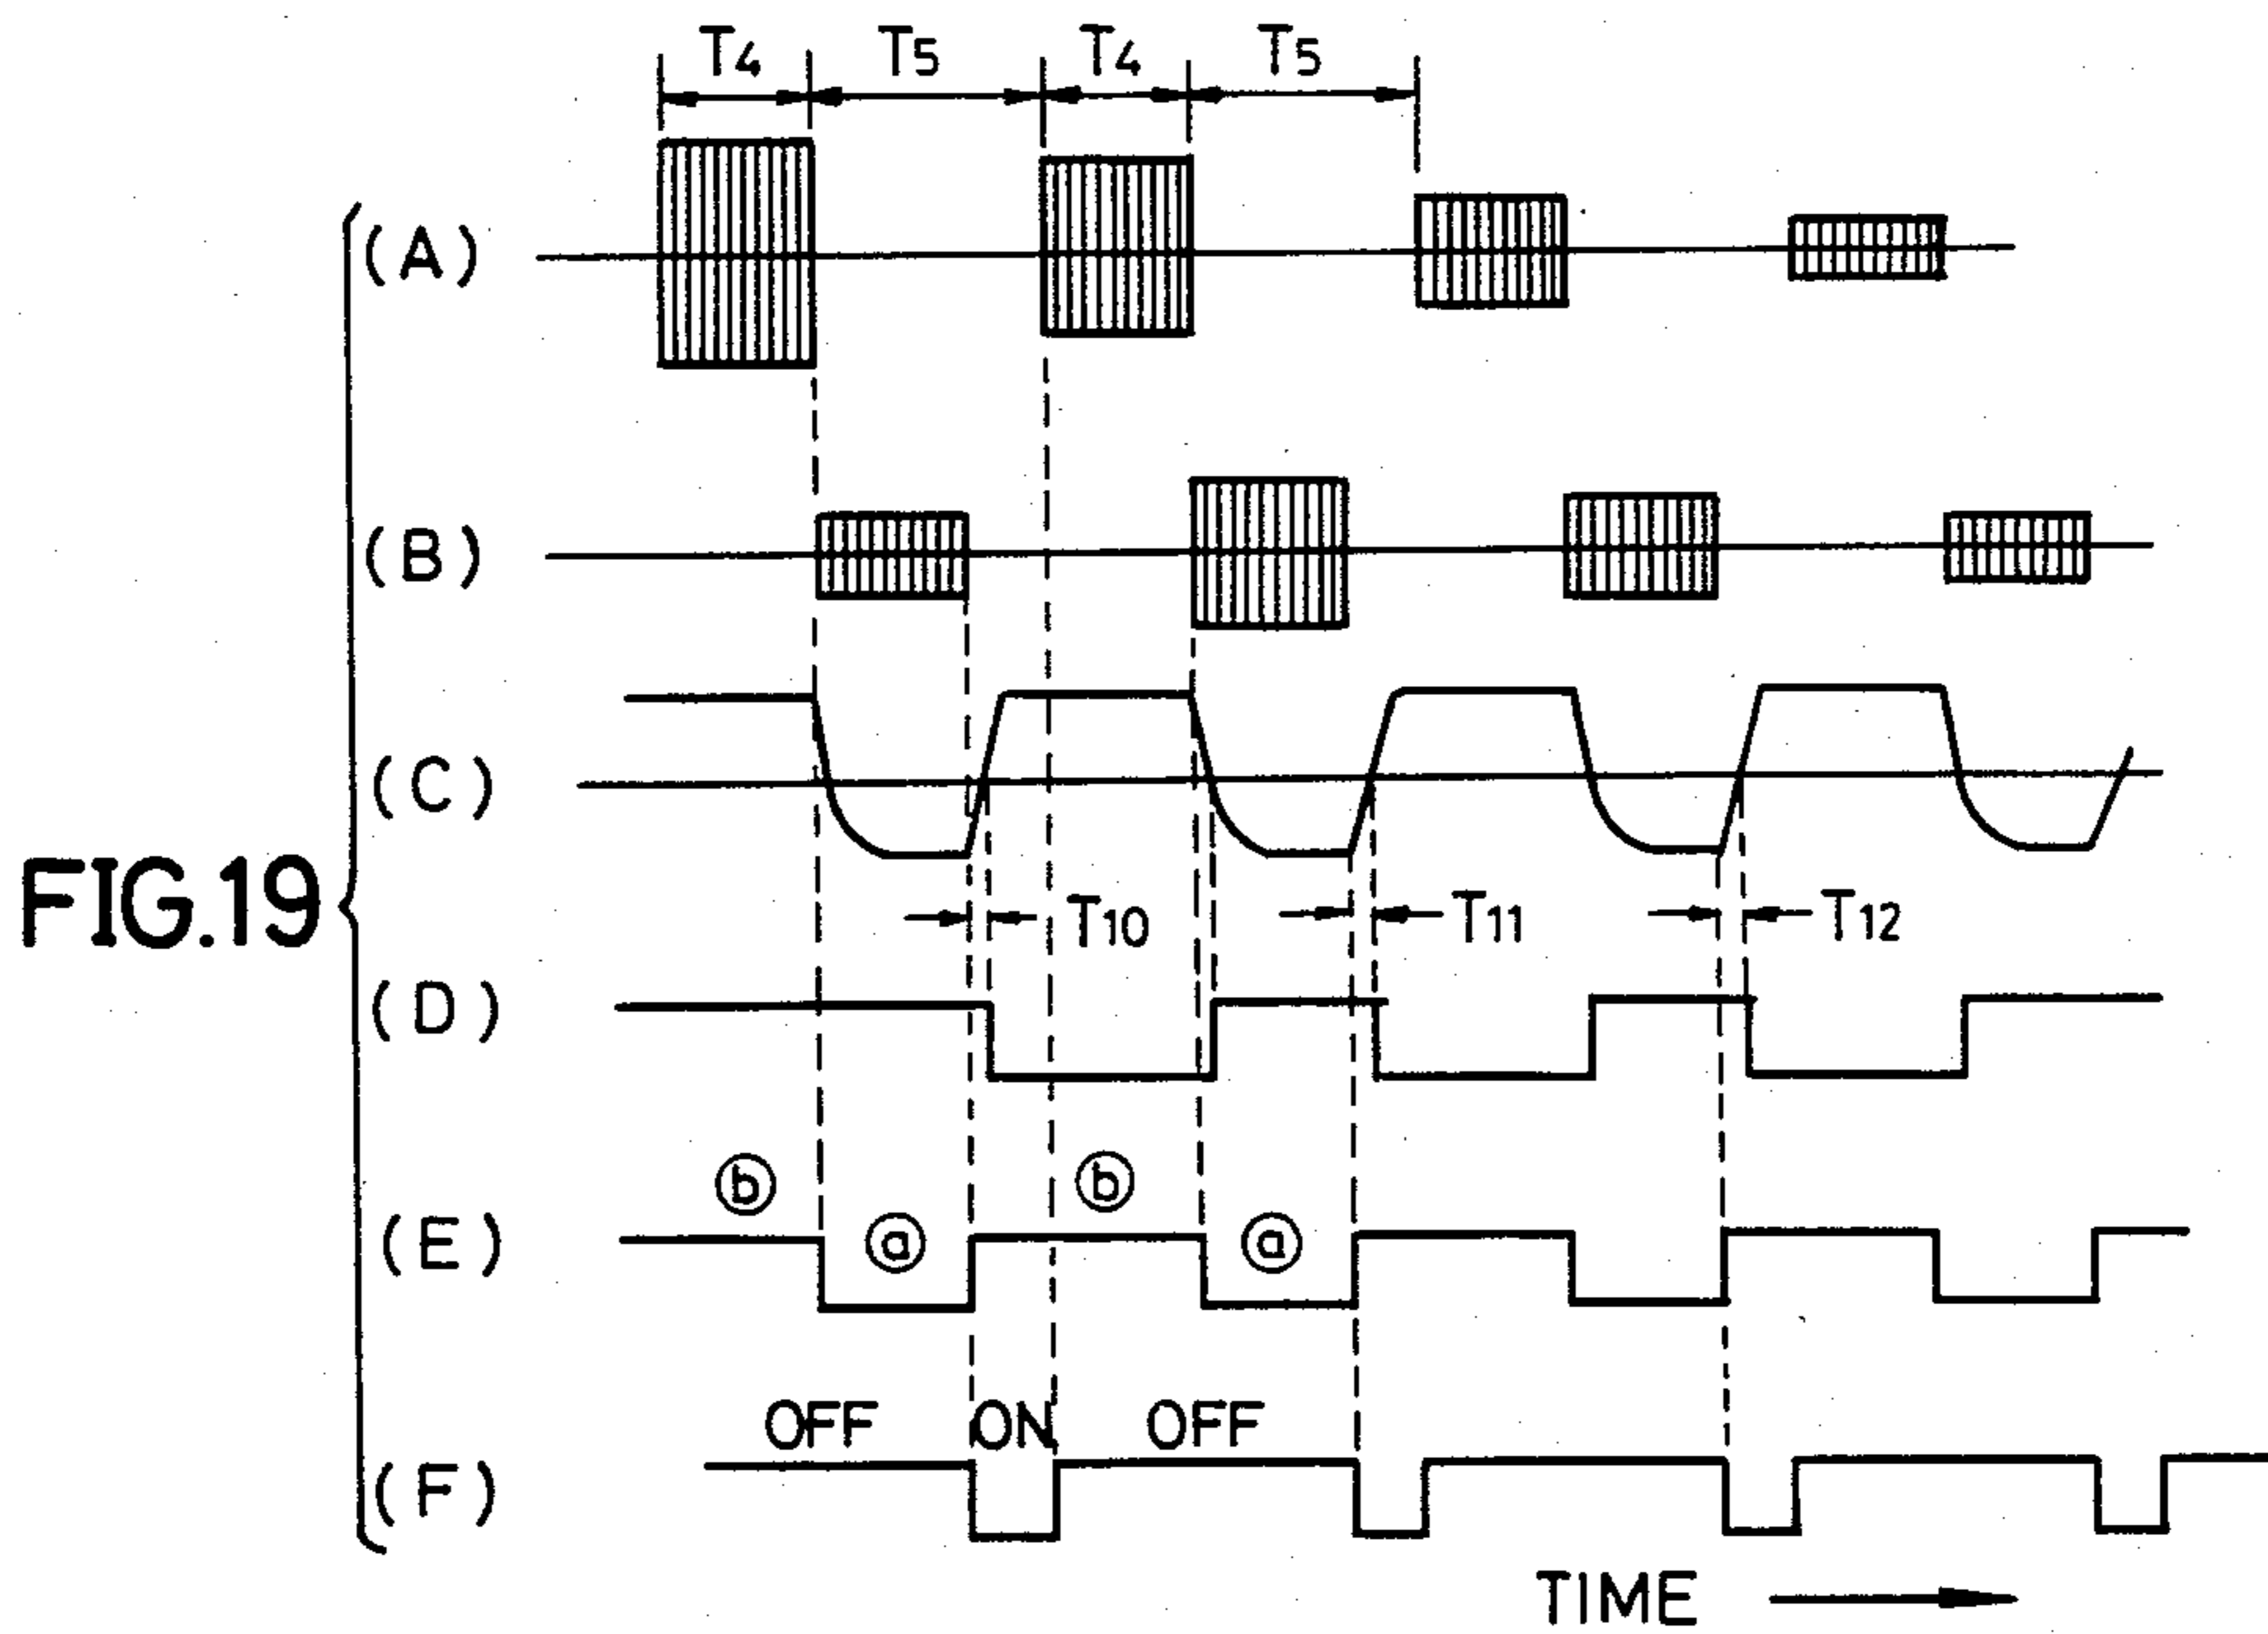 T4 T5 T4 T5
(A)
(B)
(C)
FIG.19
T10 T11 T12
(D)
ⓑ ⓑ
(E) ⓐ ⓐ
OFF ON OFF
(F)
TIME